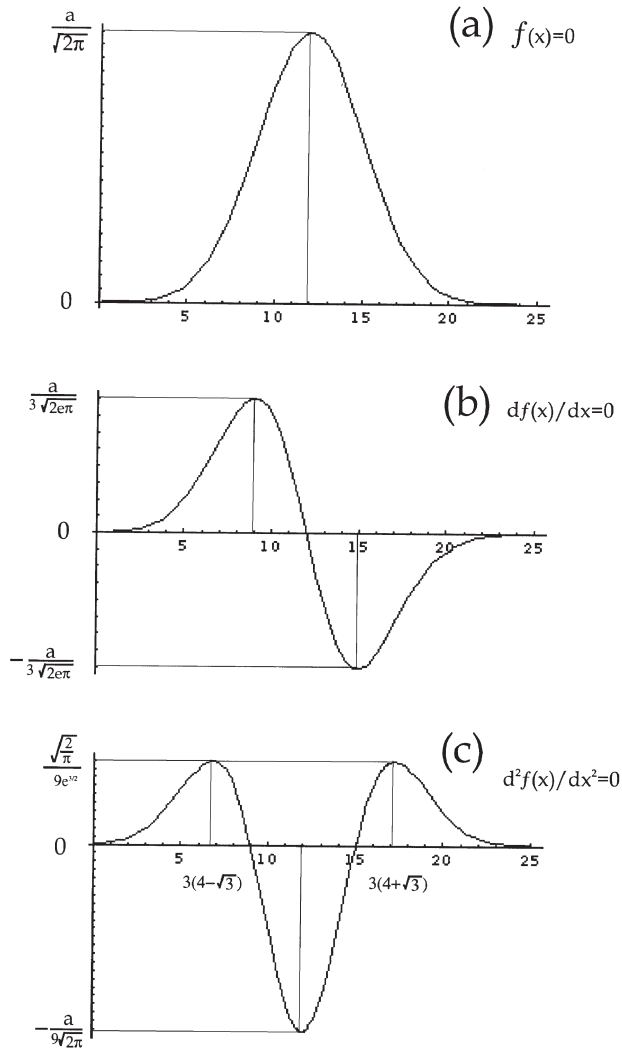 a/√2π
(a) f(x)=0
0
5 10 15 20 25
a/3√2eπ
(b) df(x)/dx=0
0
5 10 15 20 25
−a/3√2eπ
√(2/π)/9e^3/2
(c) d²f(x)/dx²=0
0
5 10 15 20 25
3(4−√3) 3(4+√3)
−a/9√2π